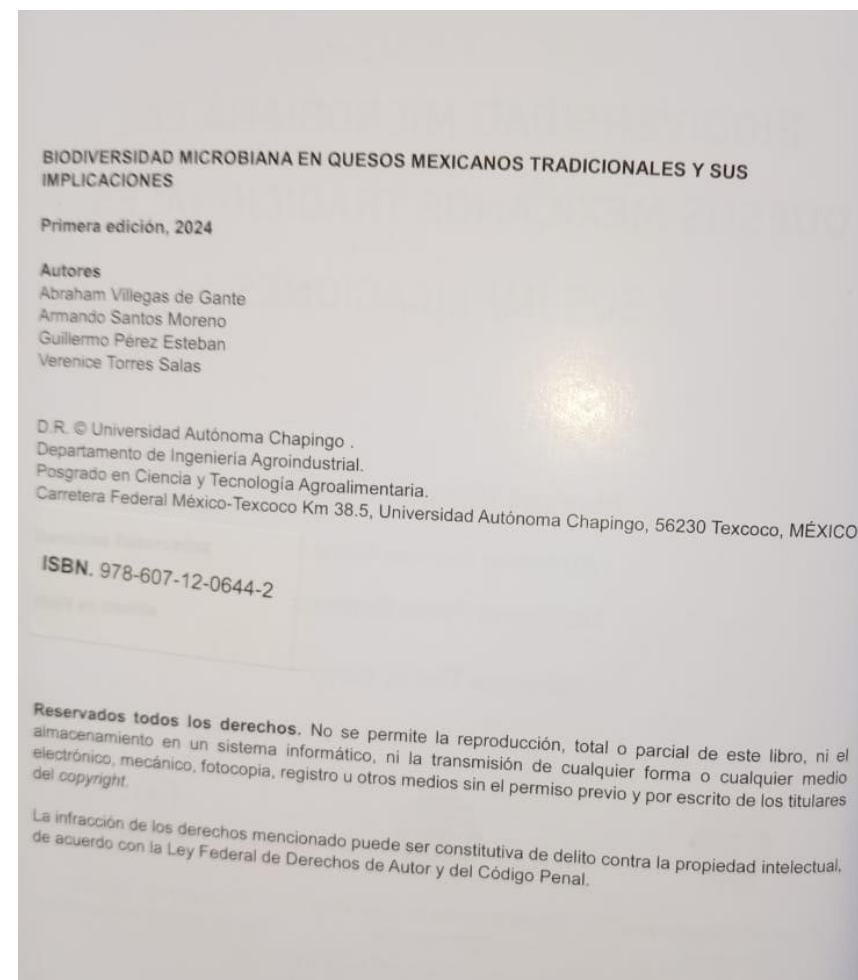 BIODIVERSIDAD MICROBIANA EN QUESOS MEXICANOS TRADICIONALES Y SUS
IMPLICACIONES
Primera edición, 2024
Autores
Abraham Villegas de Gante
Armando Santos Moreno
Guillermo Pérez Esteban
Verenice Torres Salas
D.R. © Universidad Autónoma Chapingo .
Departamento de Ingeniería Agroindustrial.
Posgrado en Ciencia y Tecnología Agroalimentaria.
Carretera Federal México-Texcoco Km 38.5, Universidad Autónoma Chapingo, 56230 Texcoco, MÉXICO
ISBN. 978-607-12-0644-2
Reservados todos los derechos. No se permite la reproducción, total o parcial de este libro, ni el
almacenamiento en un sistema informático, ni la transmisión de cualquier forma o cualquier medio
electrónico, mecánico, fotocopia, registro u otros medios sin el permiso previo y por escrito de los titulares
del copyright.
La infracción de los derechos mencionado puede ser constitutiva de delito contra la propiedad intelectual,
de acuerdo con la Ley Federal de Derechos de Autor y del Código Penal.